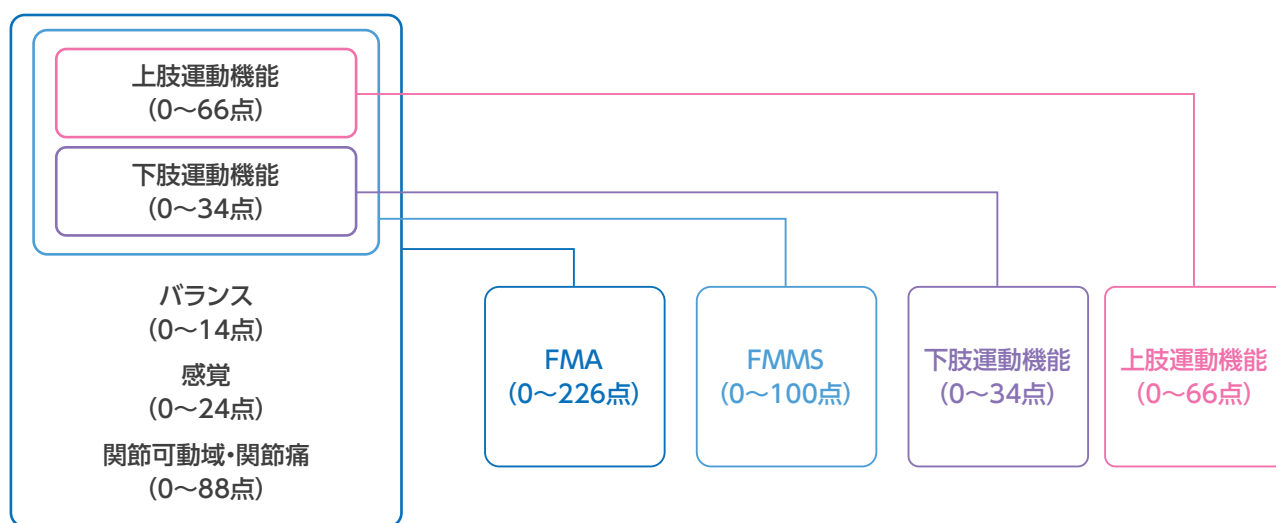 上肢運動機能
(0〜66点)
下肢運動機能
(0〜34点)
バランス
(0〜14点)
感覚
(0〜24点)
関節可動域・関節痛
(0〜88点)
FMA
(0〜226点)
FMMS
(0〜100点)
下肢運動機能
(0〜34点)
上肢運動機能
(0〜66点)